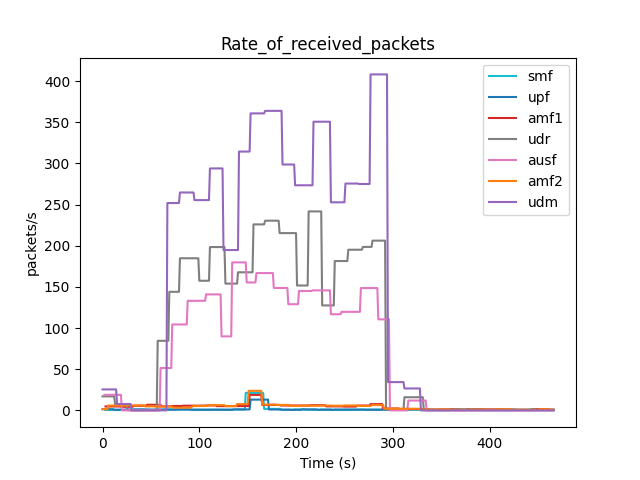 Rate_of_received_packets
packets/s
400
350
300
250
200
150
100
50
0
0 100 200 300 400
Time (s)
smf
upf
amf1
udr
ausf
amf2
udm